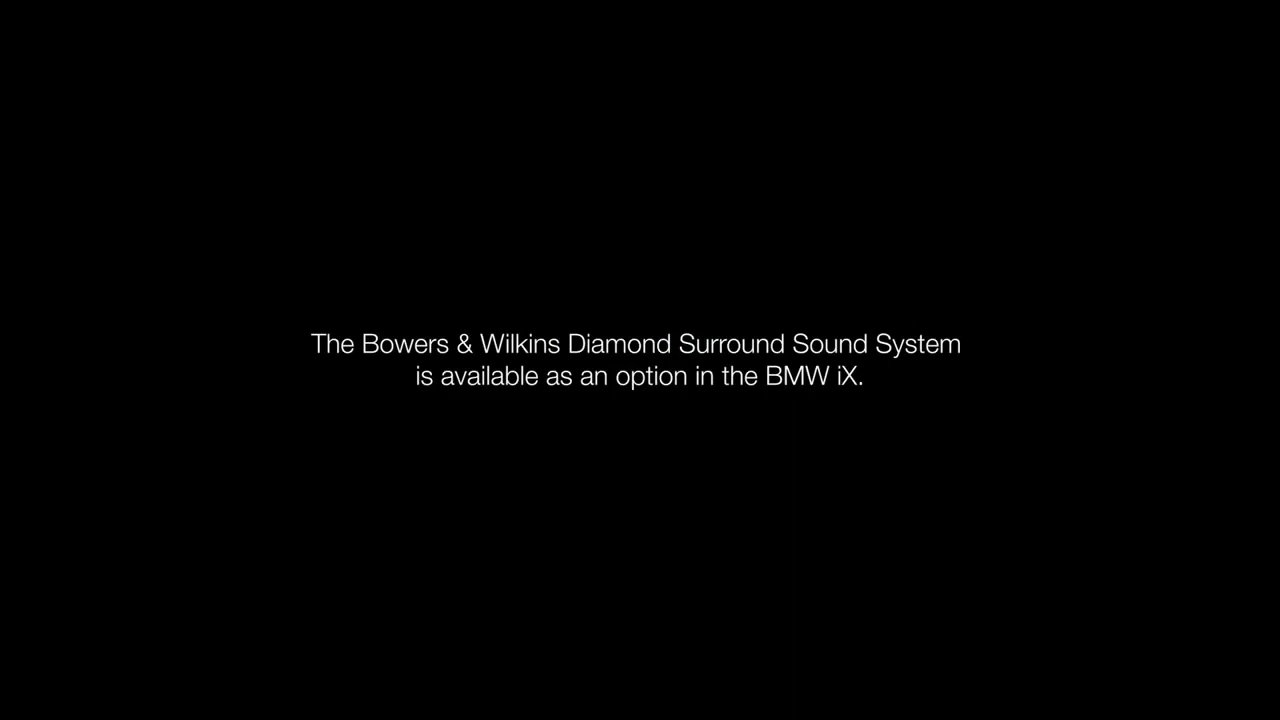 The Bowers & Wilkins Diamond Surround Sound System
is available as an option in the BMW iX.